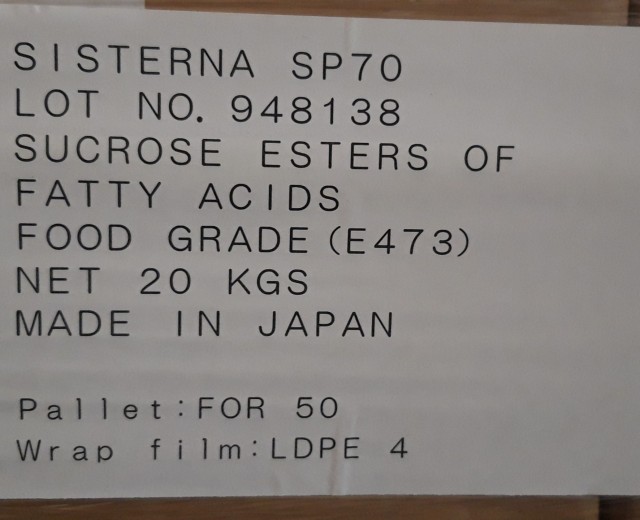 SISTERNA SP70
LOT NO. 948138
SUCROSE ESTERS OF
FATTY ACIDS
FOOD GRADE (E473)
NET 20 KGS
MADE IN JAPAN
Pallet:FOR 50
Wrap film:LDPE 4